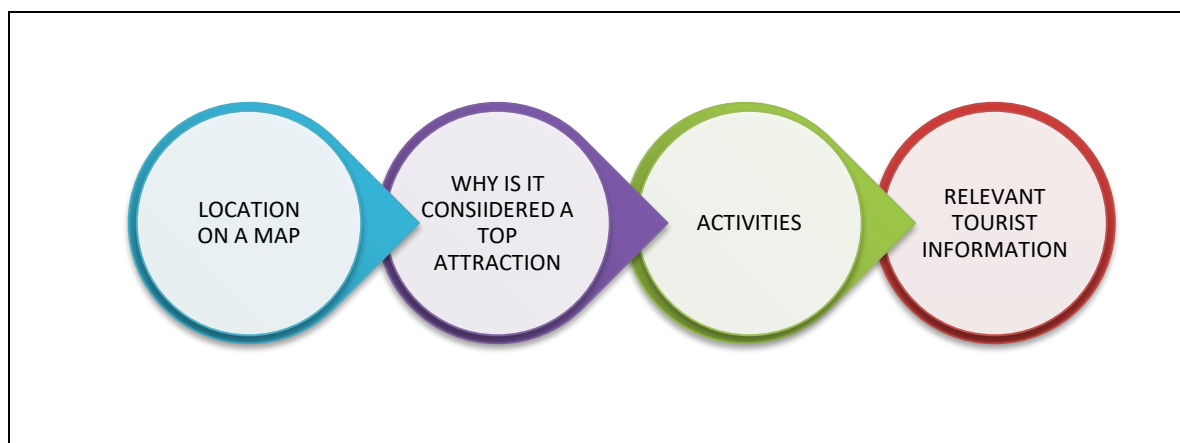 LOCATION
ON A MAP
WHY IS IT
CONSIIDERED A
TOP
ATTRACTION
ACTIVITIES
RELEVANT
TOURIST
INFORMATION